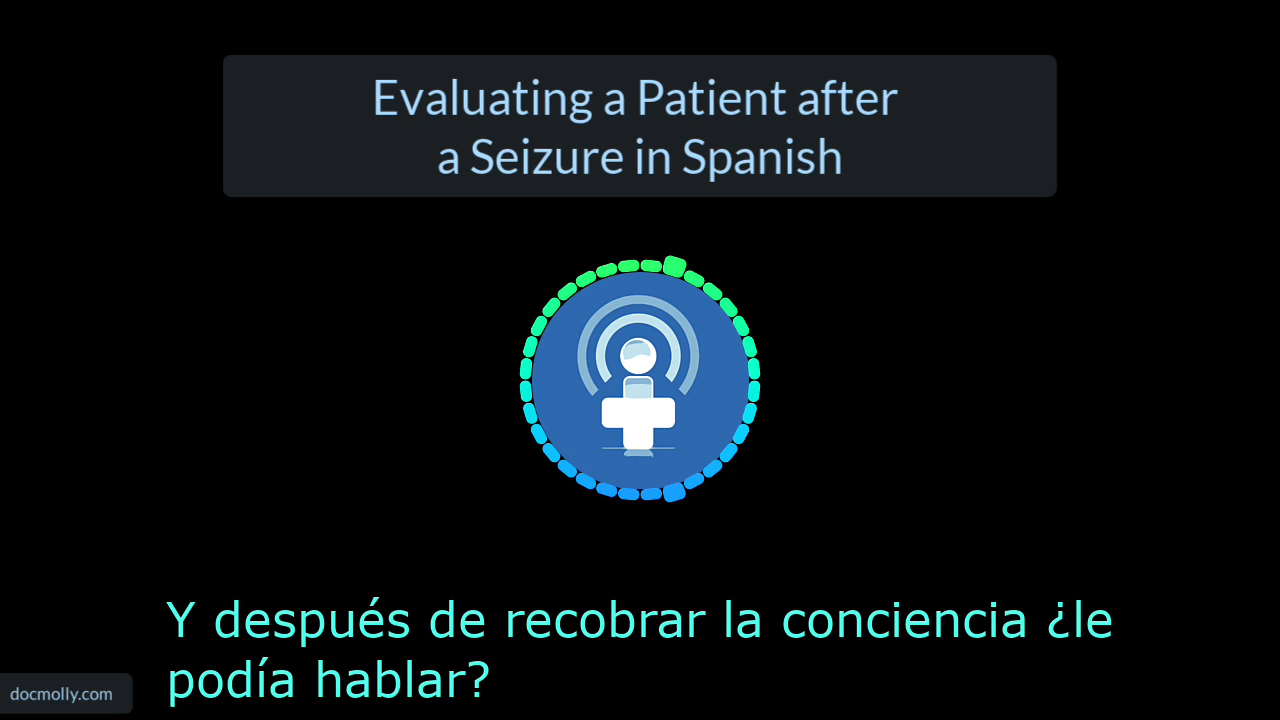 Evaluating a Patient after
a Seizure in Spanish
Y después de recobrar la conciencia ¿le
podía hablar?
docmolly.com